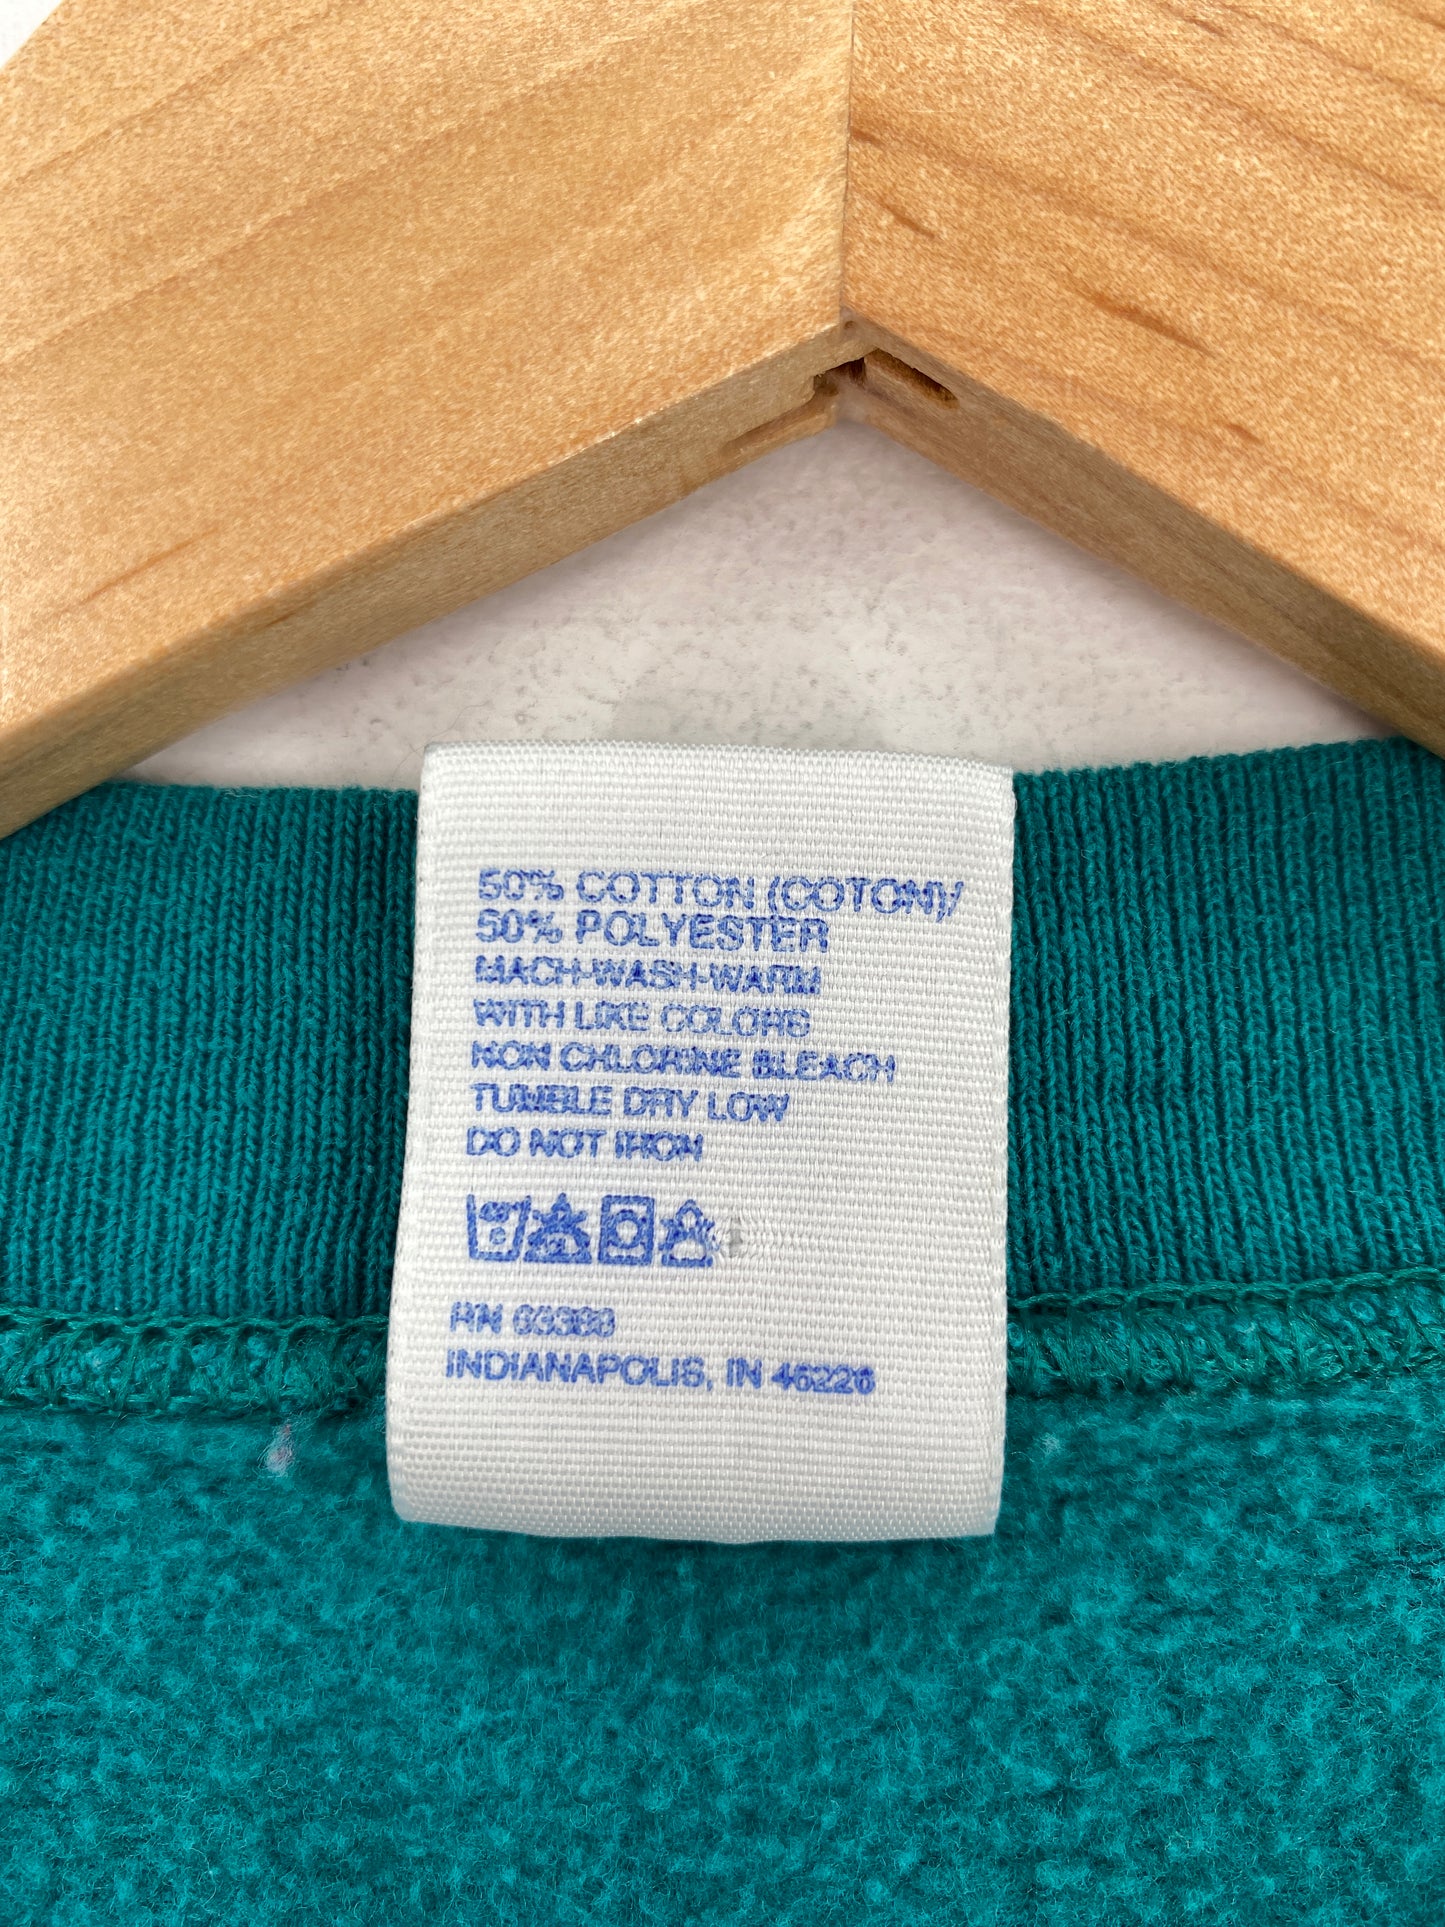 50% COTTON (COTON)/
50% POLYESTER
MACH-WASH-WARM
WITH LIKE COLORS
NON CHLORINE BLEACH
TUMBLE DRY LOW
DO NOT IRON
RN
INDIANAPOLIS, IN 46226